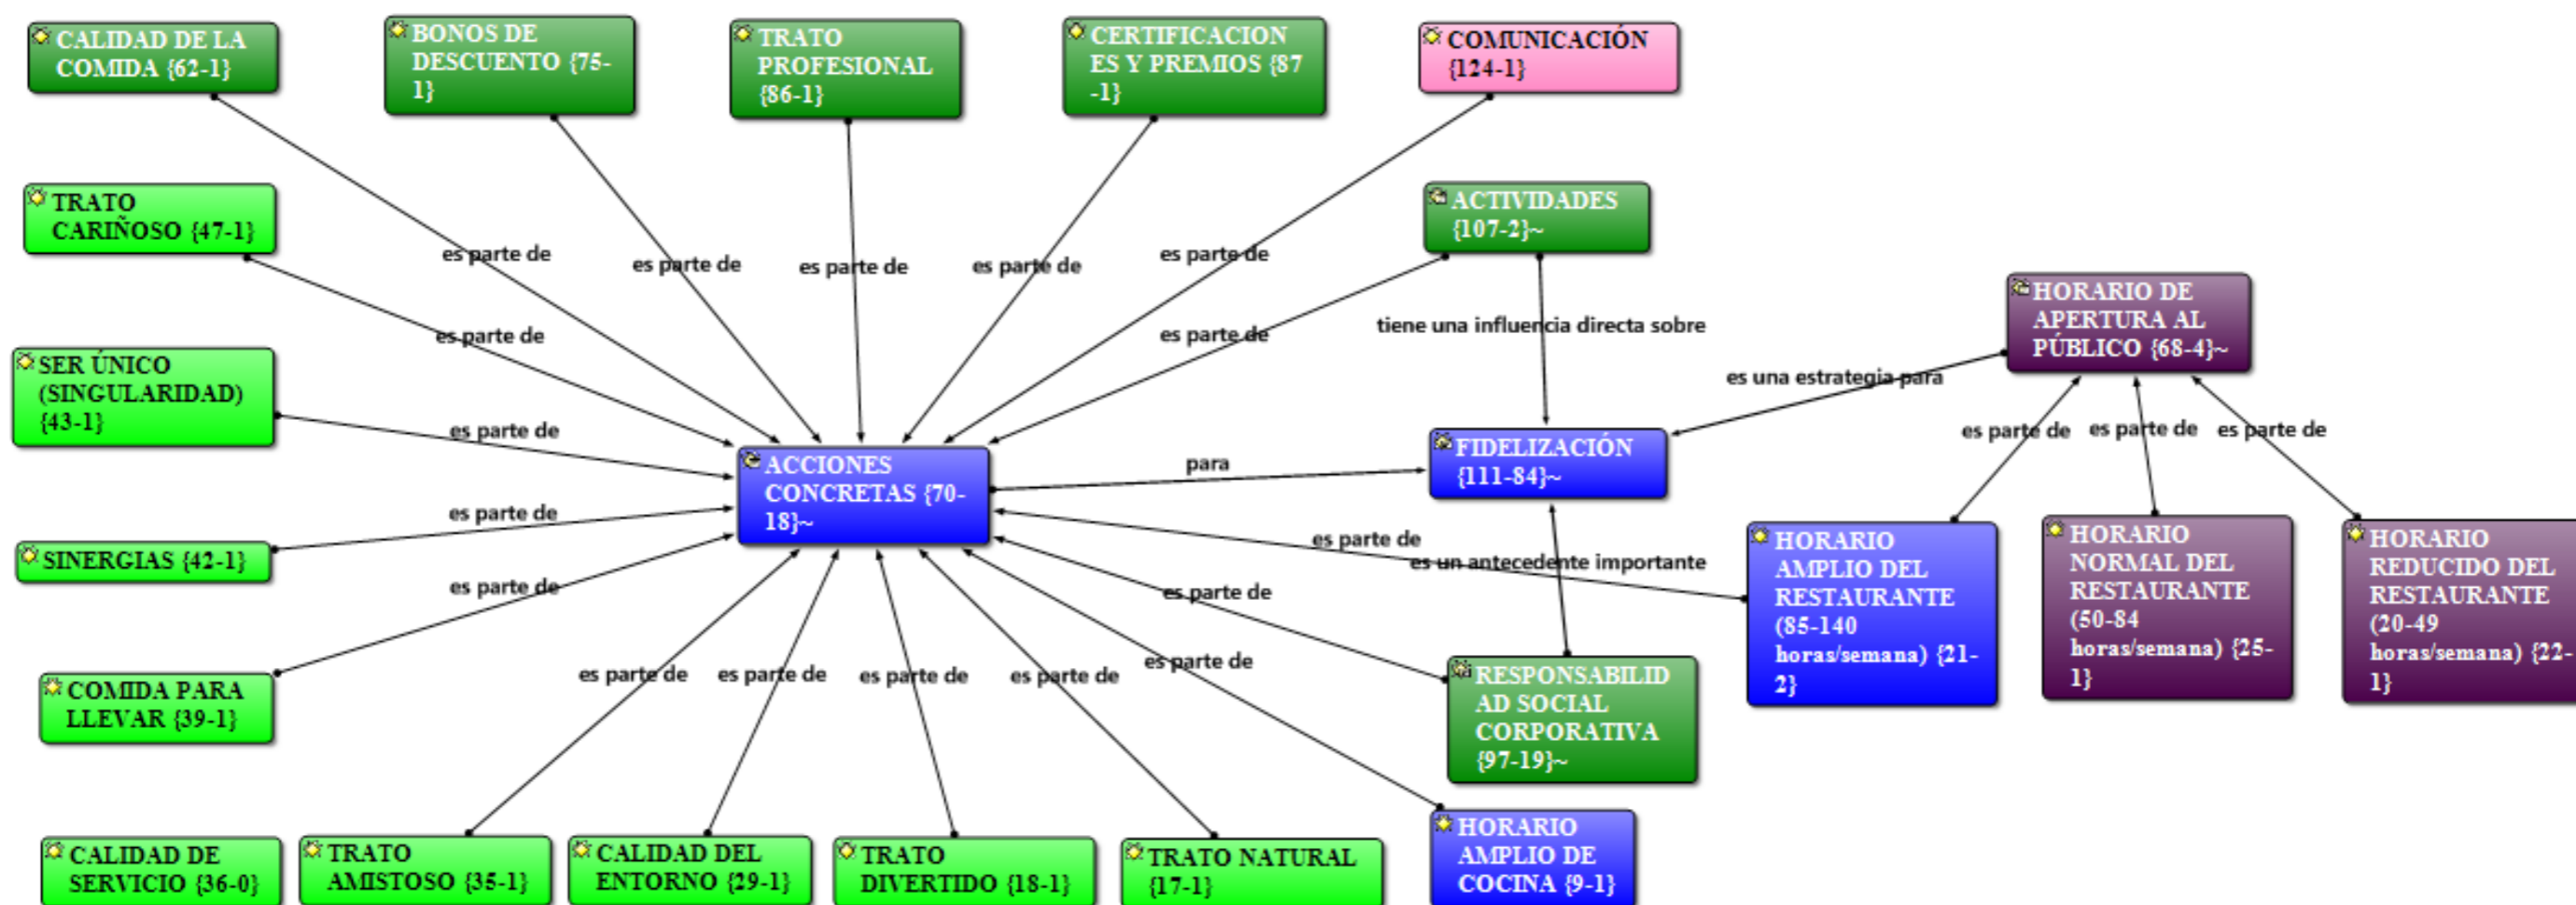 CALIDAD DE LA
COMIDA {62-1}
BONOS DE
DESCUENTO {75-
1}
TRATO
PROFESIONAL
{86-1}
CERTIFICACION
ES Y PREMIOS {87
-1}
COMUNICACIÓN
{124-1}
TRATO
CARIÑOSO {47-1}
ACTIVIDADES
{107-2}~
es parte de
es parte de
es parte de
es parte de
es parte de
HORARIO DE
APERTURA AL
PÚBLICO {68-4}~
es parte de
es parte de
tiene una influencia directa sobre
SER ÚNICO
(SINGULARIDAD)
{43-1}
es una estrategia para
es parte de
es parte de
es parte de
es parte de
ACCIONES
CONCRETAS {70-
18}~
para
FIDELIZACIÓN
{111-84}~
es parte de
SINERGIAS {42-1}
es parte de
es un antecedente importante
HORARIO
AMPLIO DEL
RESTAURANTE
(85-140
horas/semana) {21-
2}
HORARIO
NORMAL DEL
RESTAURANTE
(50-84
horas/semana) {25-
1}
HORARIO
REDUCIDO DEL
RESTAURANTE
(20-49
horas/semana) {22-
1}
es parte de
es parte de
COMIDA PARA
LLEVAR {39-1}
es parte de
es parte de
es parte de
es parte de
es parte de
RESPONSABILID
AD SOCIAL
CORPORATIVA
{97-19}~
CALIDAD DE
SERVICIO {36-0}
TRATO
AMISTOSO {35-1}
CALIDAD DEL
ENTORNO {29-1}
TRATO
DIVERTIDO {18-1}
TRATO NATURAL
{17-1}
HORARIO
AMPLIO DE
COCINA {9-1}